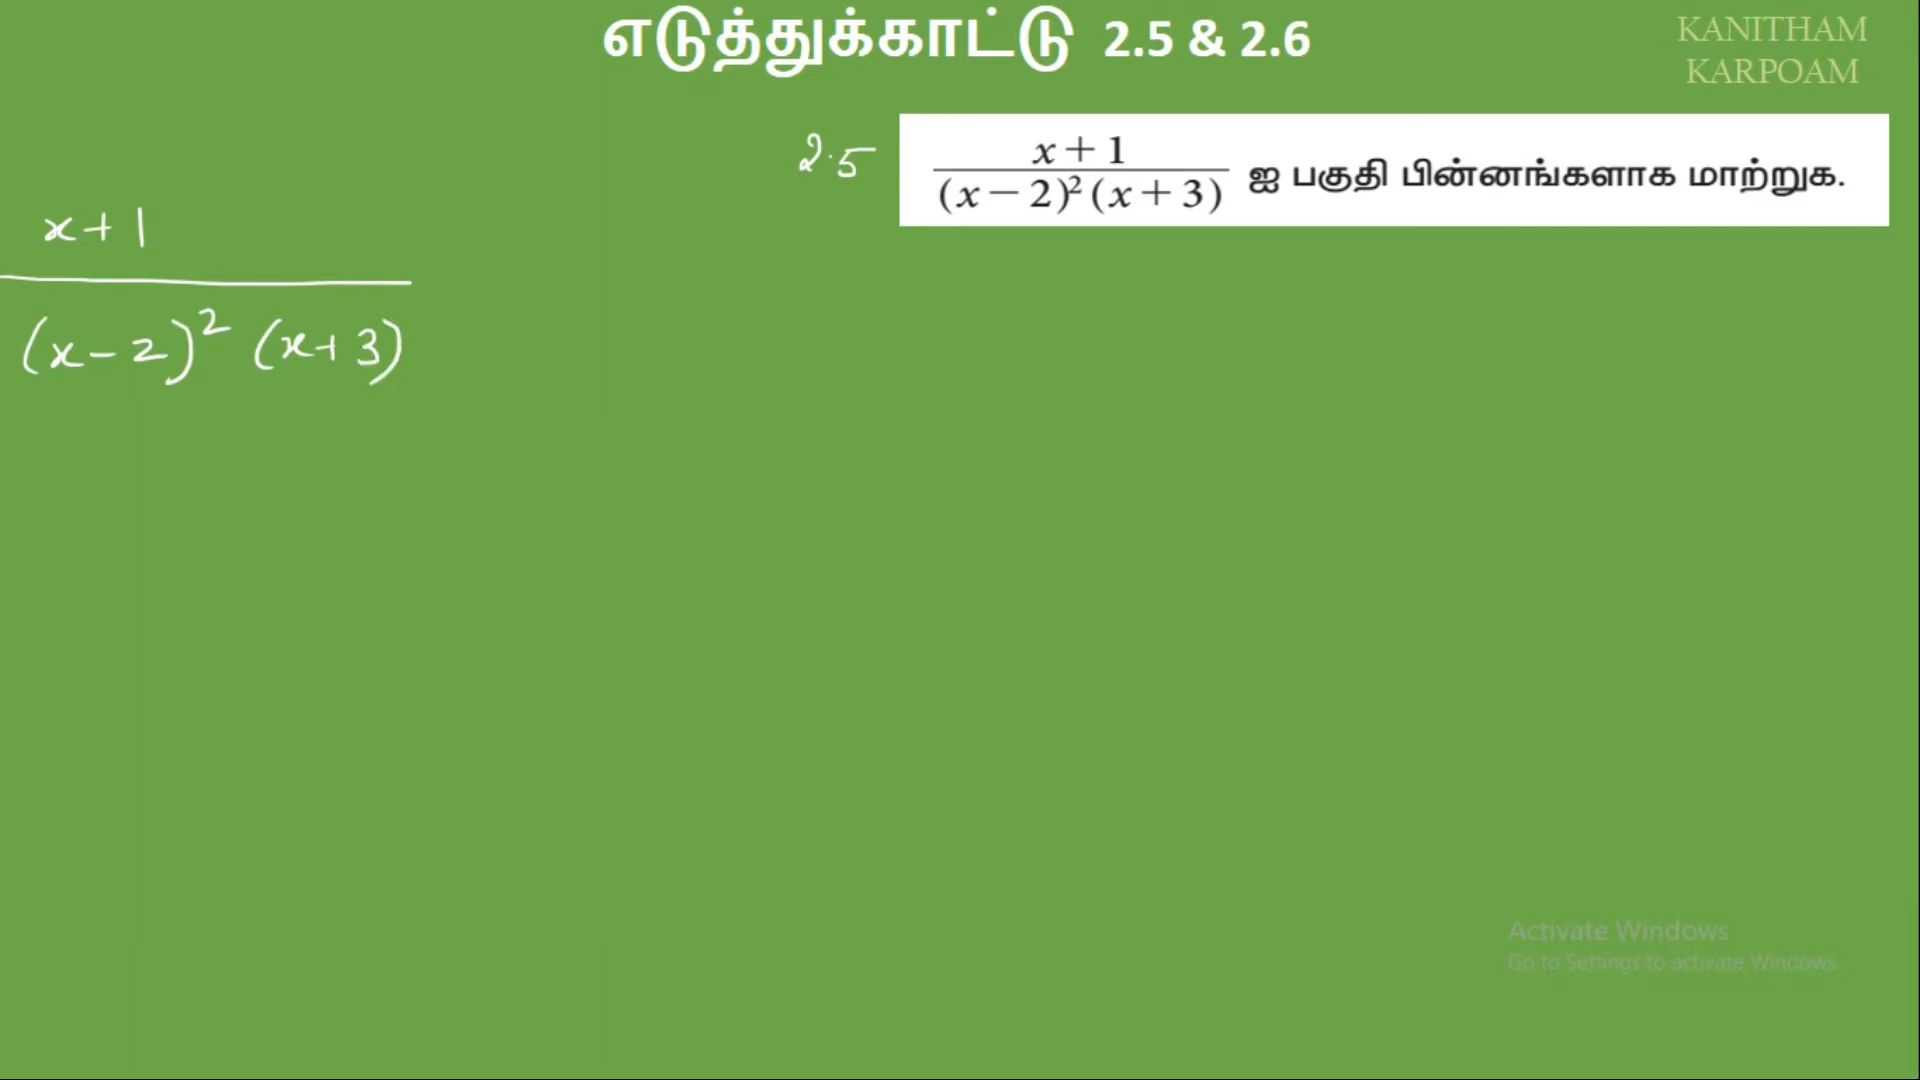 எடுத்துக்காட்டு 2.5 & 2.6
KANITHAM
KARPOAM
2.5
x + 1
(x − 2)² (x + 3)
ஐ பகுதி பின்னங்களாக மாற்றுக.
x + 1
(x − 2)² (x + 3)
Activate Windows
Go to Settings to activate Windows.